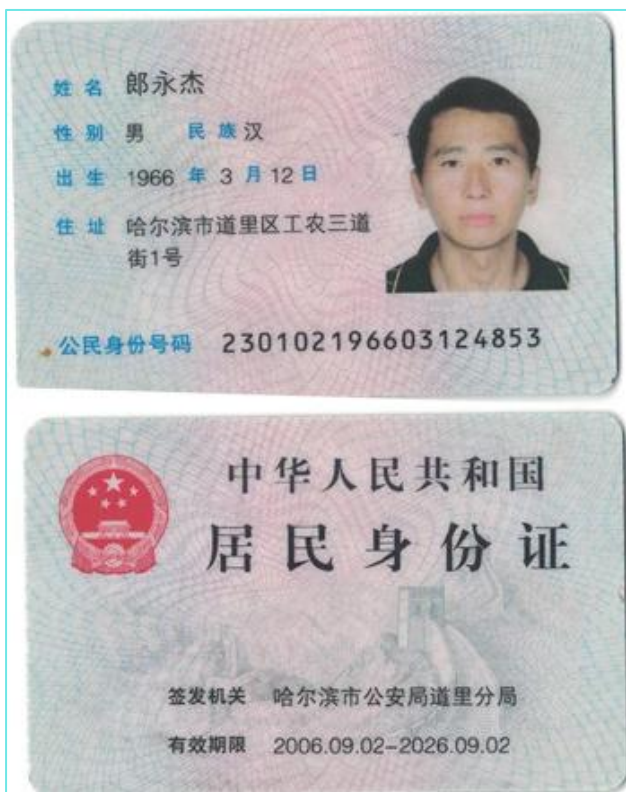 姓名 郎永杰
性别 男 民族 汉
出生 1966 年 3 月 12 日
住址 哈尔滨市道里区工农三道
街1号
公民身份号码 230102196603124853
中华人民共和国
居民身份证
签发机关 哈尔滨市公安局道里分局
有效期限 2006.09.02-2026.09.02